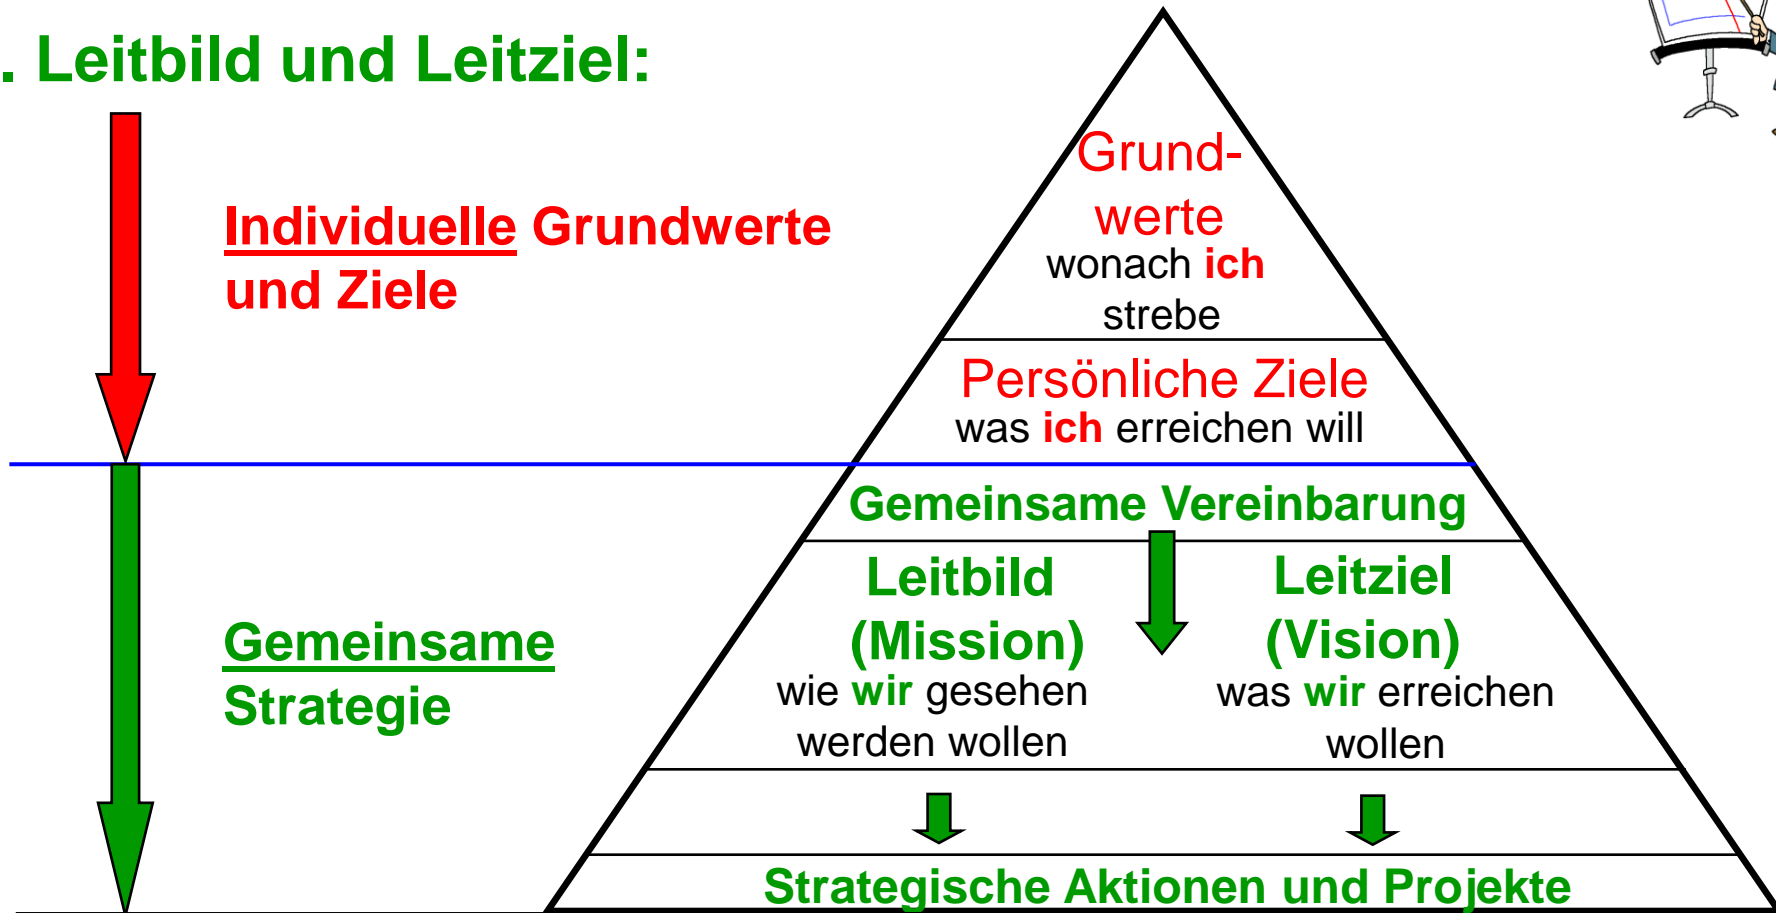 . Leitbild und Leitziel:
Individuelle Grundwerte
und Ziele
Gemeinsame
Strategie
Grund-
werte
wonach ich
strebe
Persönliche Ziele
was ich erreichen will
Gemeinsame Vereinbarung
Leitbild
(Mission)
wie wir gesehen
werden wollen
Leitziel
(Vision)
was wir erreichen
wollen
Strategische Aktionen und Projekte